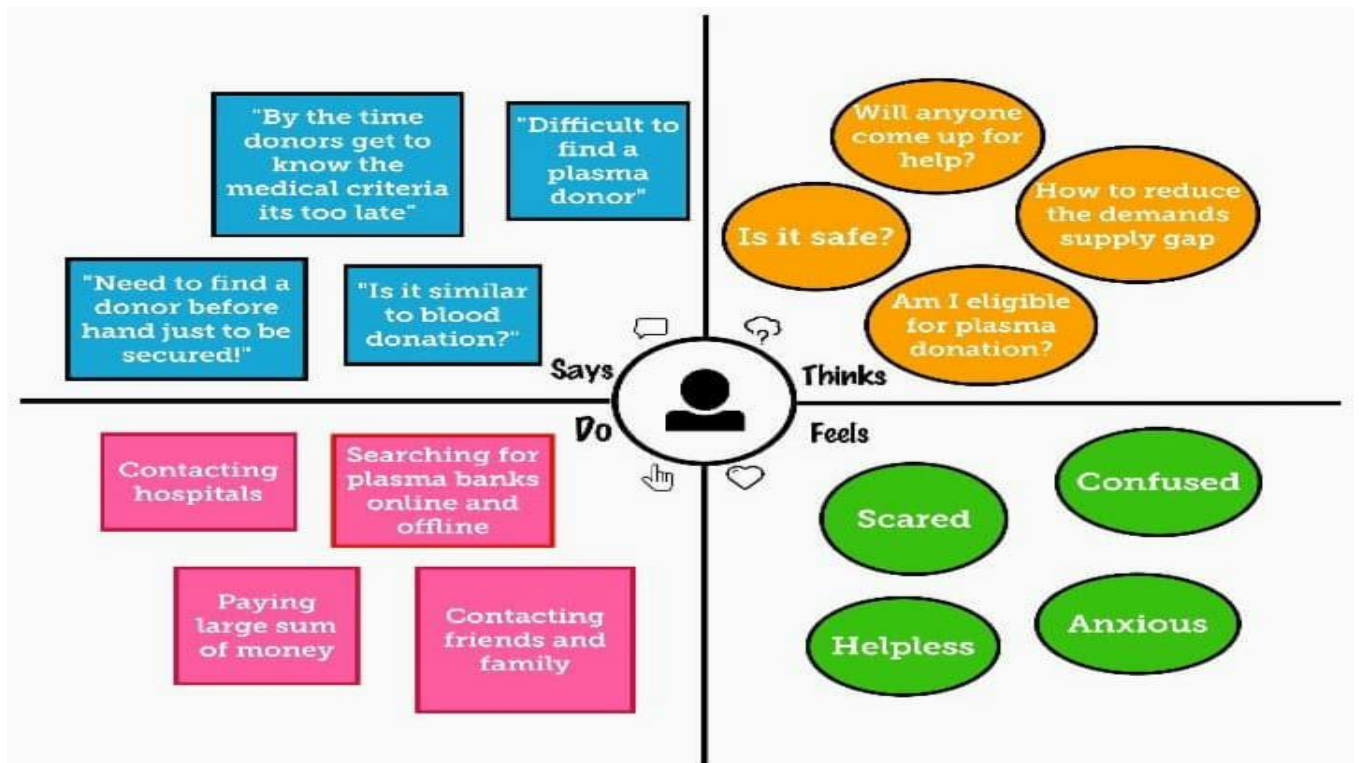 "By the time
donors get to
know the
medical criteria
its too late"
"Difficult to
find a
plasma
donor"
"Need to find a
donor before
hand just to be
secured!"
"Is it similar
to blood
donation?"
Says
Will anyone
come up for
help?
How to reduce
the demands
supply gap
Is it safe?
Am I eligible
for plasma
donation?
?
Thinks
Do
Contacting
hospitals
Searching for
plasma banks
online and
offline
Paying
large sum
of money
Contacting
friends and
family
Feels
Scared
Confused
Helpless
Anxious